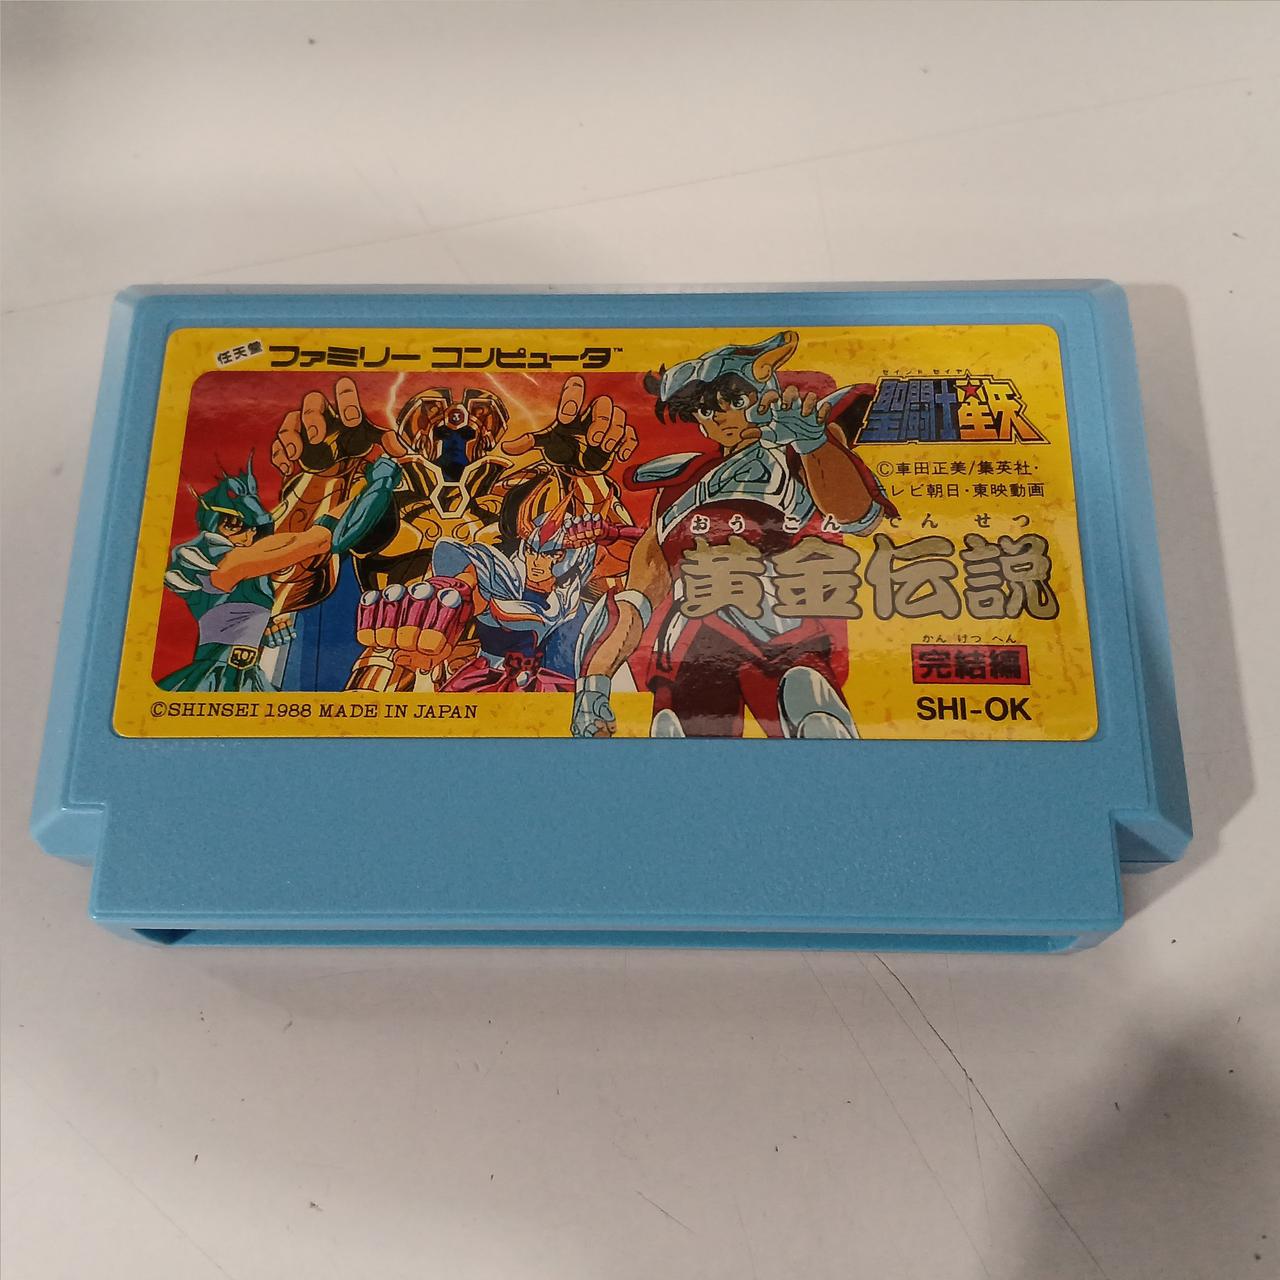 任天堂 ファミリー コンピュータ™
セイントセイヤ
聖闘士星矢
©車田正美/集英社・
テレビ朝日・東映動画
おうごんでんせつ
黄金伝説
かんけつへん
完結編
SHI-OK
©SHINSEI 1988 MADE IN JAPAN